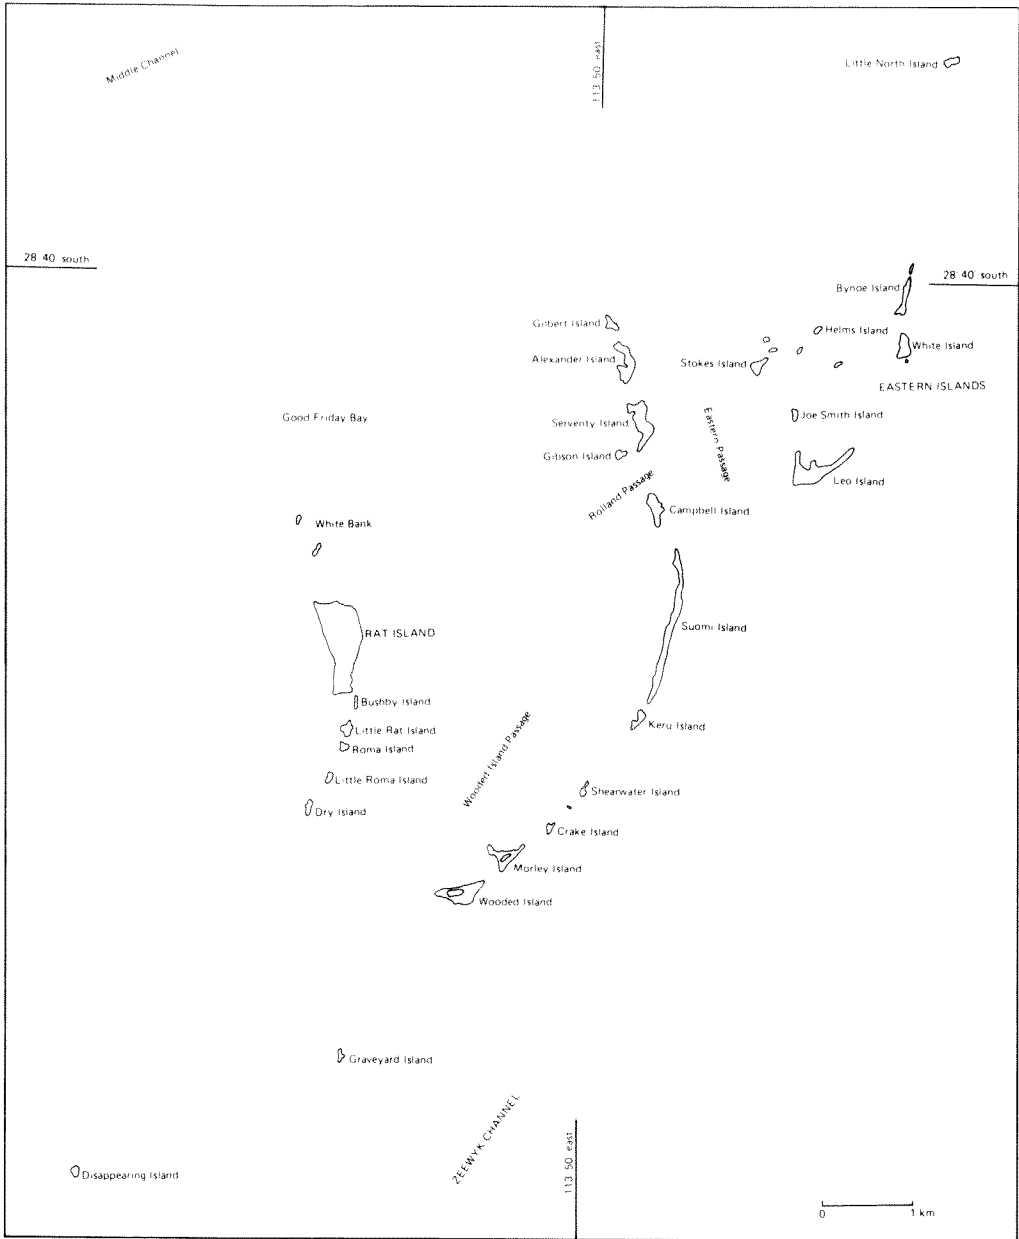 Middle Channel
113 50 east
Little North Island
28 40 south
28 40' south
Bynoe Island
Gilbert Island
Helms Island
White Island
Alexander Island
Stokes Island
EASTERN ISLANDS
Good Friday Bay
Joe Smith Island
Serventy Island
Eastern Passage
Gibson Island
Leo Island
Rolland Passage
Campbell Island
White Bank
Suomi Island
RAT ISLAND
Bushby Island
Keru Island
Little Rat Island
Roma Island
Wooded Island Passage
Little Roma Island
Shearwater Island
Dry Island
Crake Island
Morley Island
Wooded Island
Graveyard Island
ZEEWYK CHANNEL
113 50 east
Disappearing Island
0 1 km